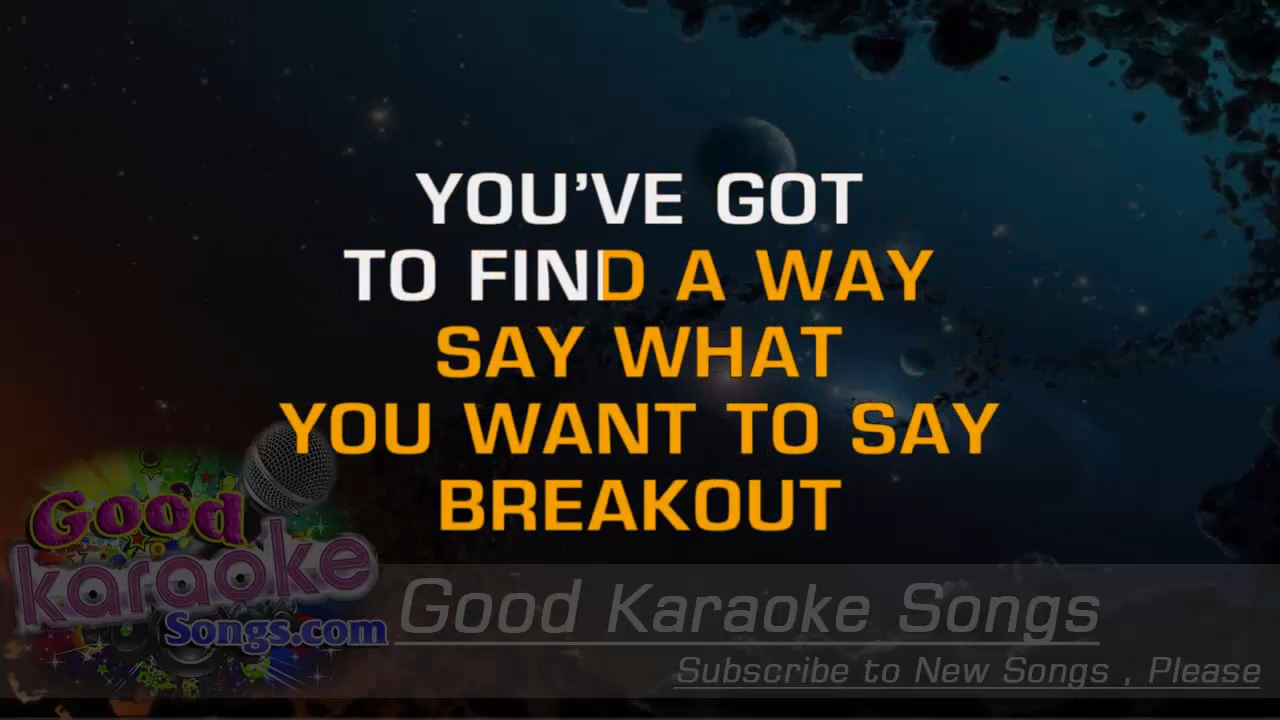 YOU'VE GOT
TO FIND A WAY
SAY WHAT
YOU WANT TO SAY
BREAKOUT
Good
karaoke
Songs.com
Good Karaoke Songs
Subscribe to New Songs , Please